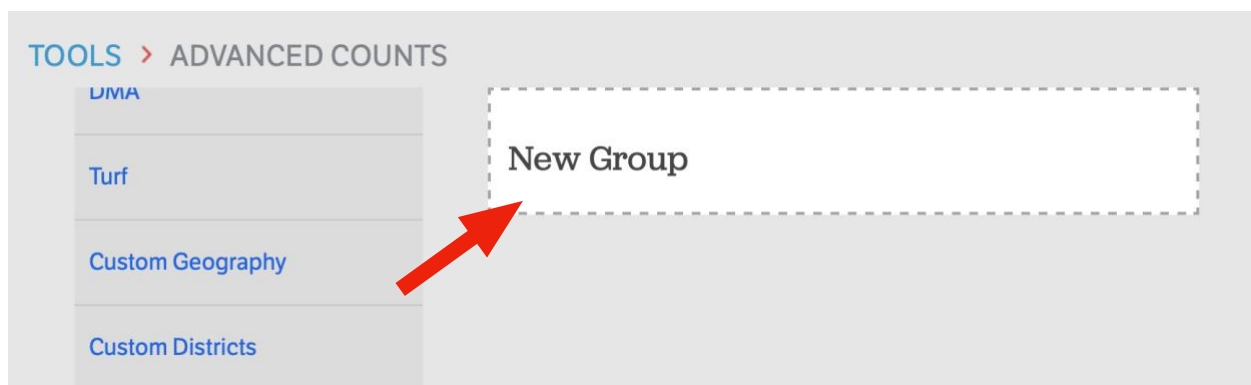 TOOLS > ADVANCED COUNTS
DMA
Turf
Custom Geography
Custom Districts
New Group